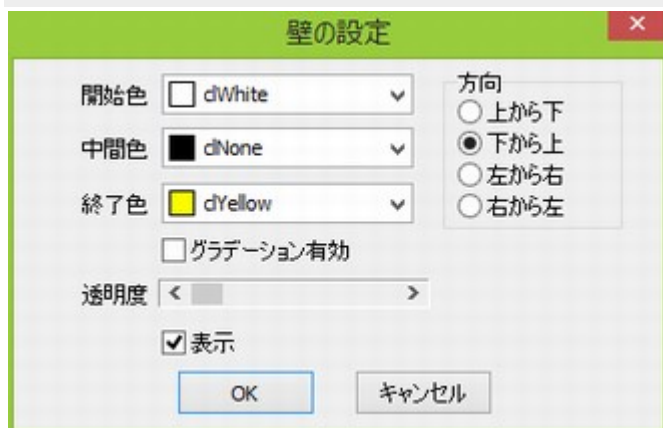 壁の設定
開始色 clWhite
中間色 clNone
終了色 clYellow
グラデーション有効
透明度
表示
方向
上から下
下から上
左から右
右から左
OK キャンセル